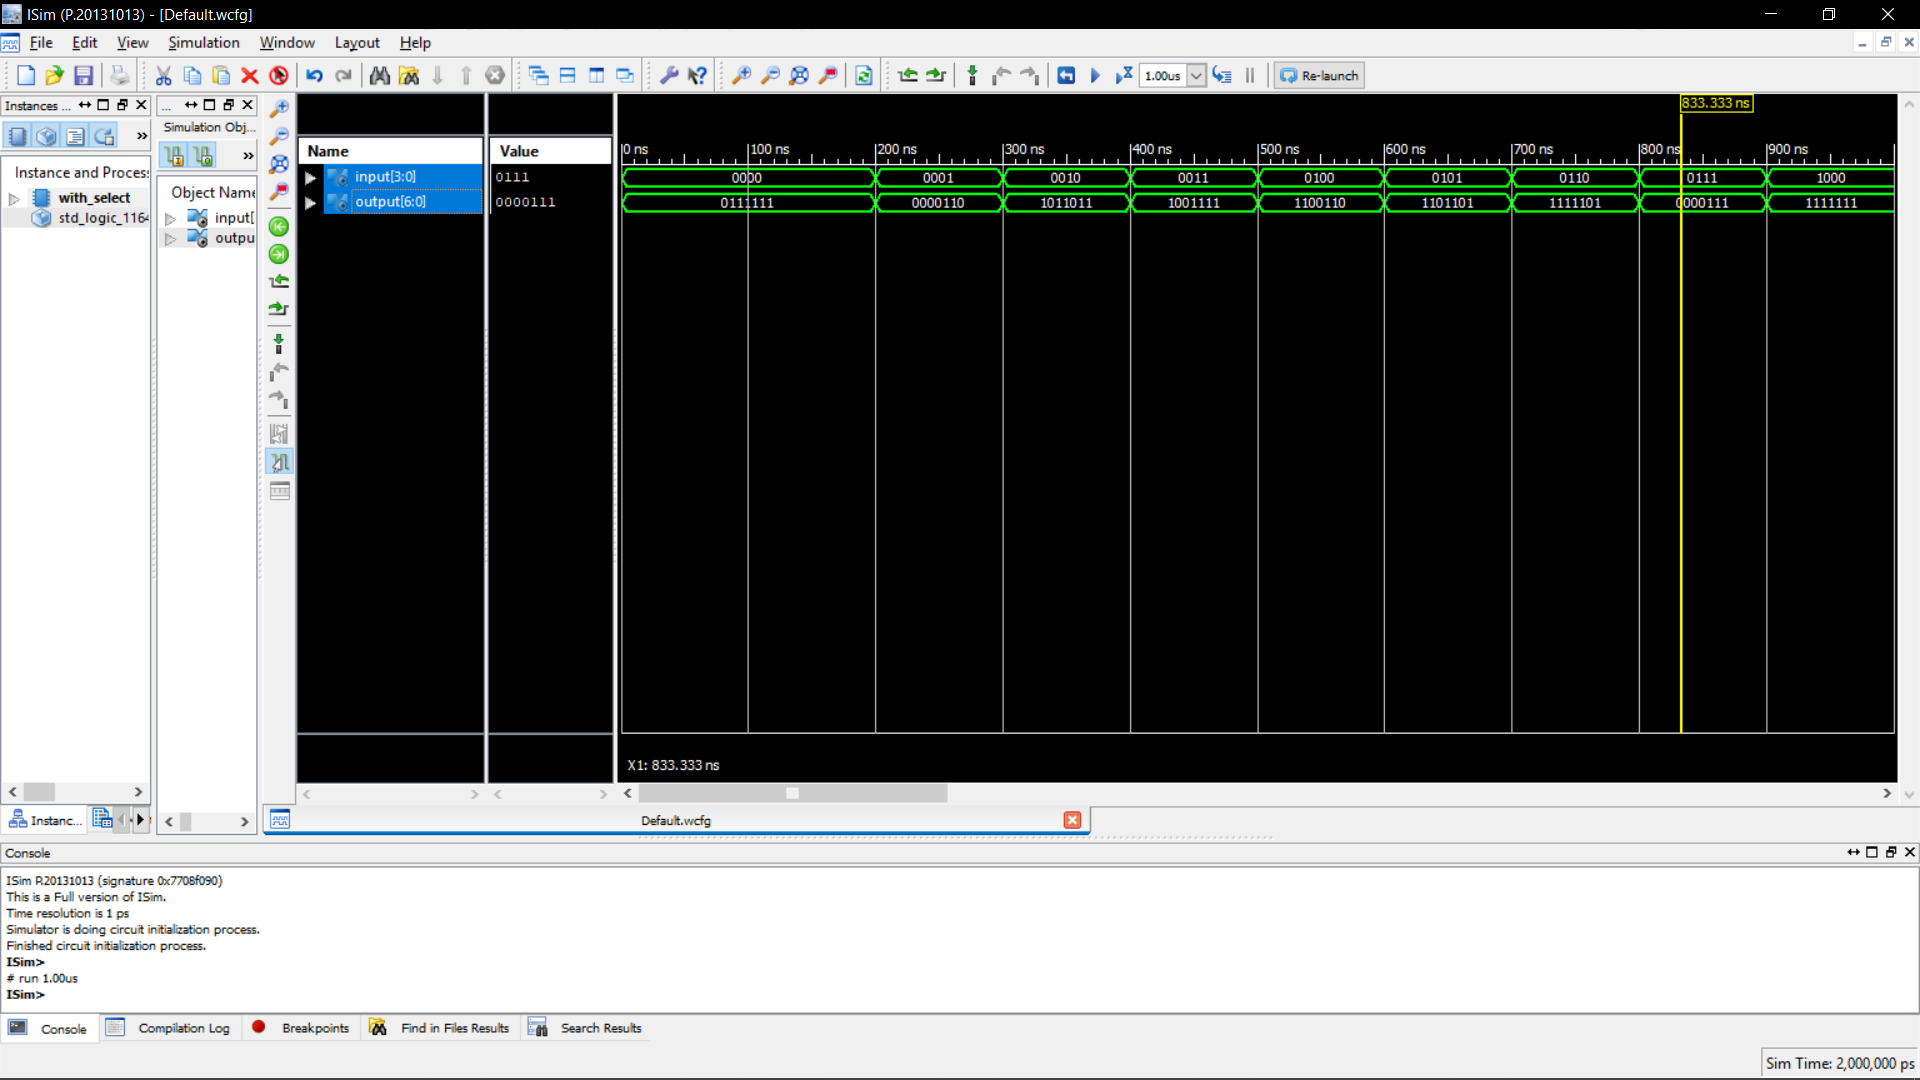 ISim (P.20131013) - [Default.wcfg]
File Edit View Simulation Window Layout Help
1.00us Re-launch
Instances ...
...
Simulation Obj...
Instance and Process
with_select
std_logic_1164
Object Name
input[
outpu
Name Value
input[3:0] 0111
output[6:0] 0000111
833.333 ns
0 ns 100 ns 200 ns 300 ns 400 ns 500 ns 600 ns 700 ns 800 ns 900 ns
0000 0001 0010 0011 0100 0101 0110 0111 1000
0111111 0000110 1011011 1001111 1100110 1101101 1111101 0000111 1111111
X1: 833.333 ns
Instanc...
Default.wcfg
Console
ISim P.20131013 (signature 0x7708f090)
This is a Full version of ISim.
Time resolution is 1 ps
Simulator is doing circuit initialization process.
Finished circuit initialization process.
ISim>
# run 1.00us
ISim>
Console Compilation Log Breakpoints Find in Files Results Search Results
Sim Time: 2,000,000 ps